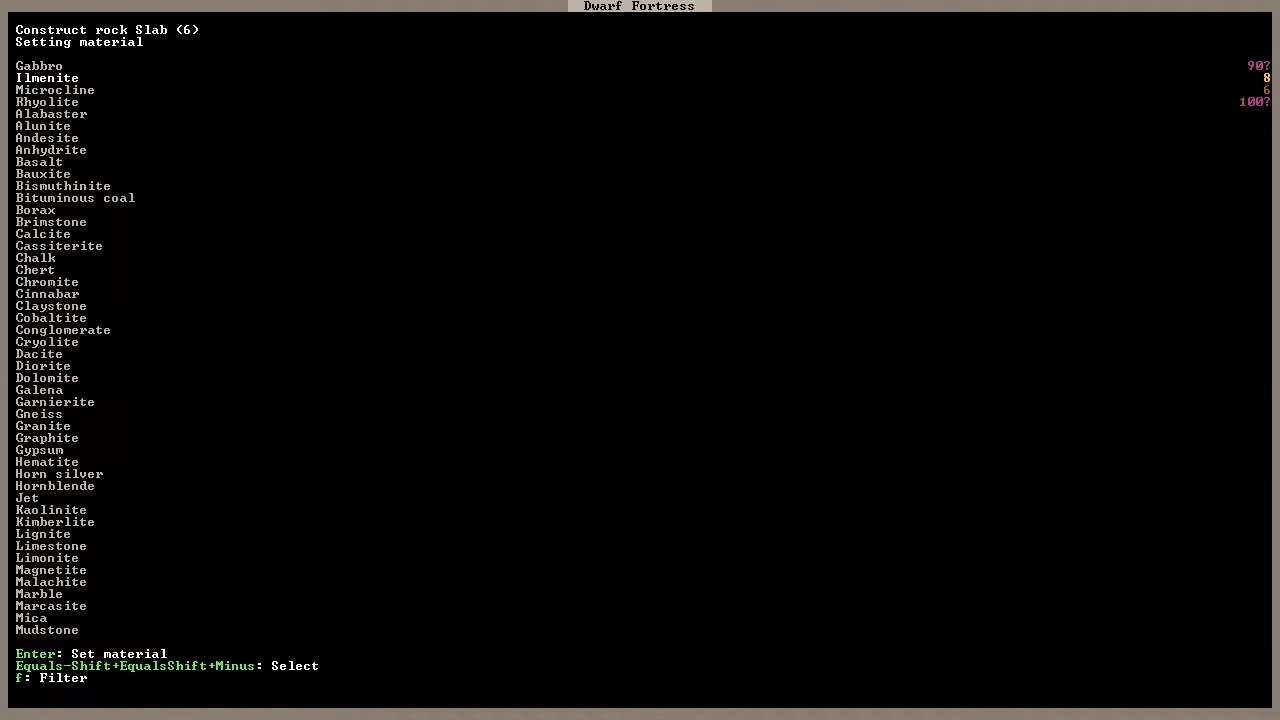 Dwarf Fortress
Construct rock Slab (6)
Setting material
Gabbro 90?
Ilmenite 8
Microcline 6
Rhyolite 100?
Alabaster
Alunite
Andesite
Anhydrite
Basalt
Bauxite
Bismuthinite
Bituminous coal
Borax
Brimstone
Calcite
Cassiterite
Chalk
Chert
Chromite
Cinnabar
Claystone
Cobaltite
Conglomerate
Cryolite
Dacite
Diorite
Dolomite
Galena
Garnierite
Gneiss
Granite
Graphite
Gypsum
Hematite
Horn silver
Hornblende
Jet
Kaolinite
Kimberlite
Lignite
Limestone
Limonite
Magnetite
Malachite
Marble
Marcasite
Mica
Mudstone
Enter: Set material
Equals-Shift+EqualsShift+Minus: Select
f: Filter